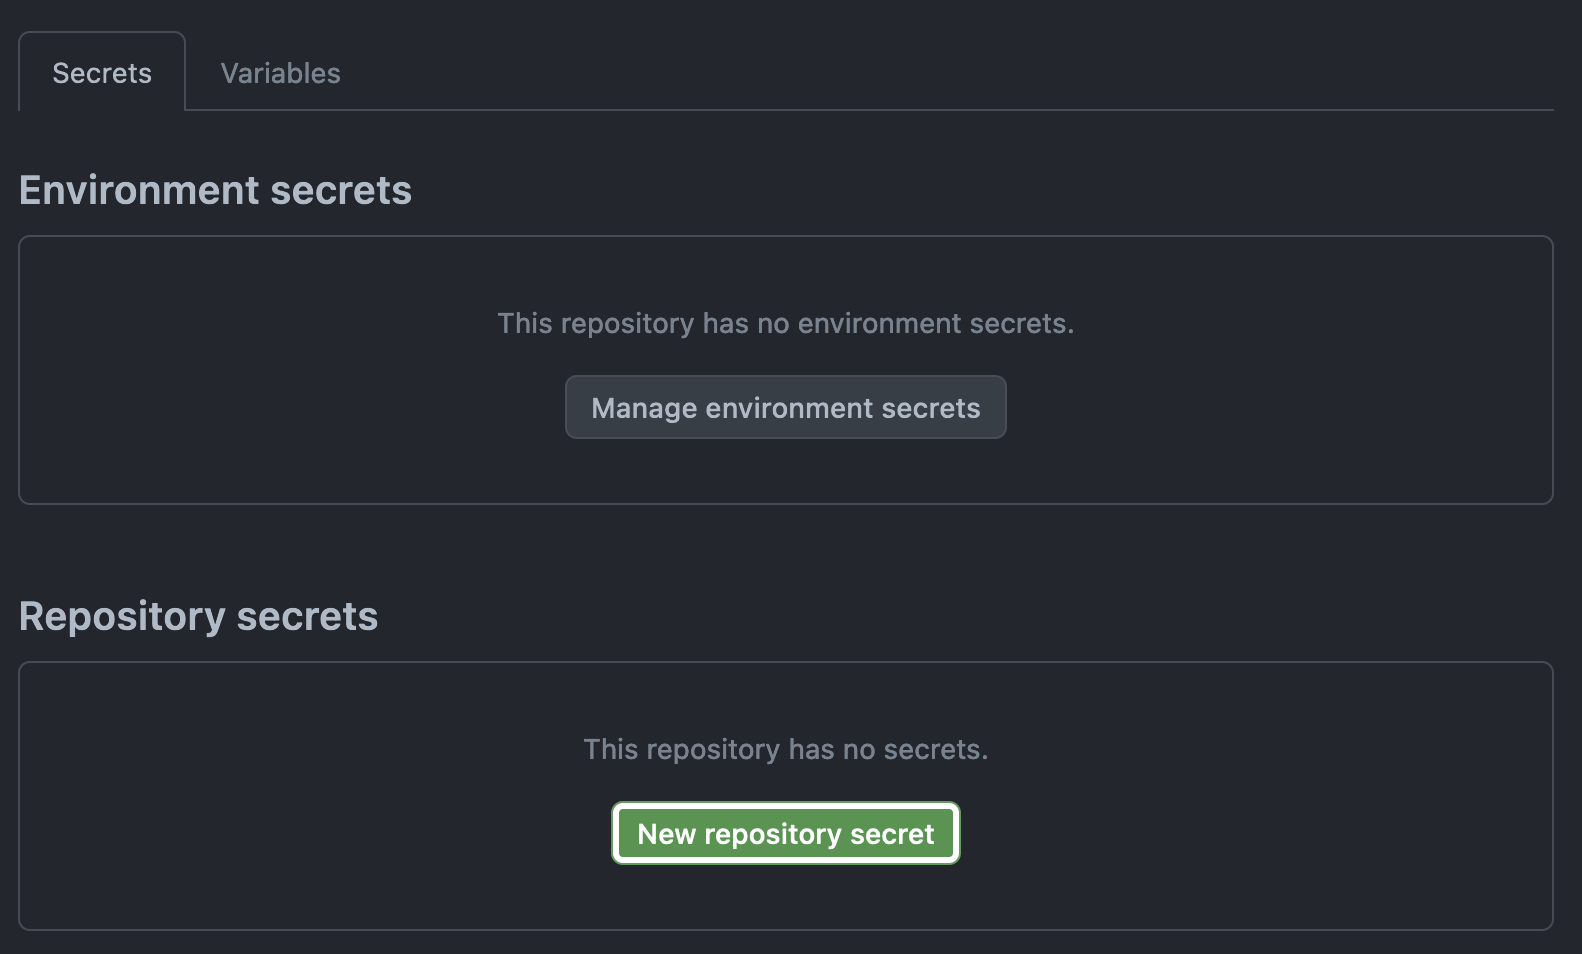 Secrets
Variables
Environment secrets
This repository has no environment secrets.
Manage environment secrets
Repository secrets
This repository has no secrets.
New repository secret